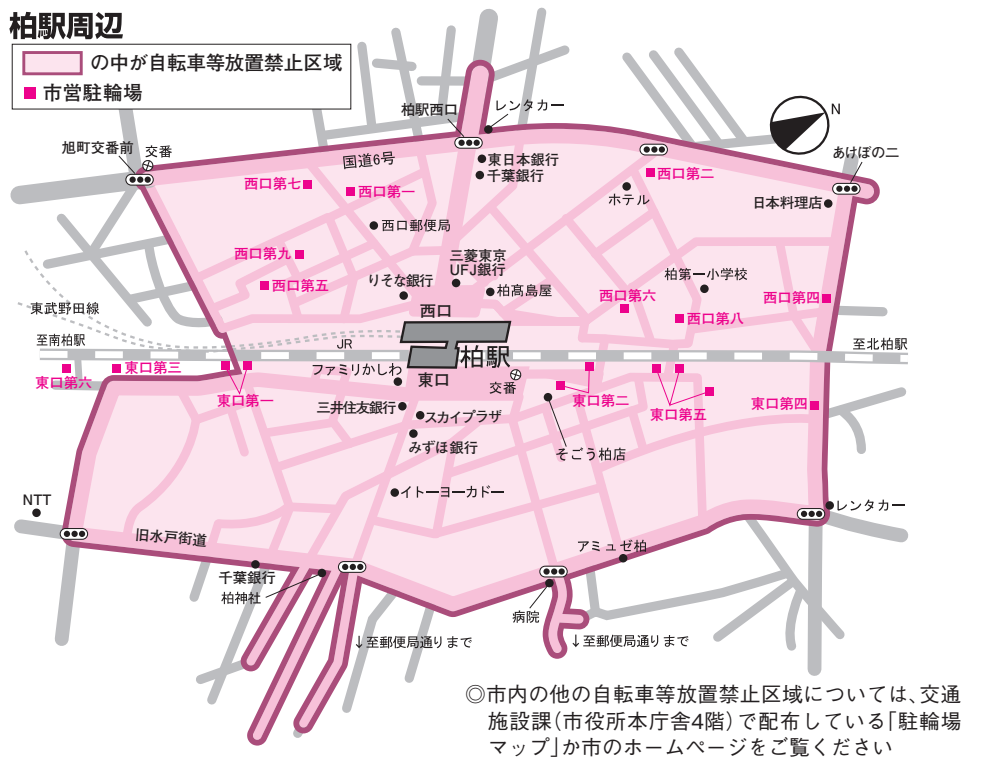 柏駅周辺
の中が自転車等放置禁止区域
市営駐輪場
柏駅西口
レンタカー
N
旭町交番前
交番
国道6号
東日本銀行
千葉銀行
あけぼの二
西口第七
西口第一
西口第二
ホテル
日本料理店
西口郵便局
西口第九
三菱東京
UFJ銀行
りそな銀行
柏髙島屋
柏第一小学校
西口第五
西口第六
西口第四
西口第八
東武野田線
西口
至南柏駅
JR
柏駅
至北柏駅
東口第六
東口第三
ファミリかしわ
東口
交番
東口第一
三井住友銀行
スカイプラザ
東口第二
東口第五
東口第四
みずほ銀行
そごう柏店
イトーヨーカドー
NTT
レンタカー
旧水戸街道
アミュゼ柏
千葉銀行
柏神社
病院
↓至郵便局通りまで
↓至郵便局通りまで
◎市内の他の自転車等放置禁止区域については、交通
施設課(市役所本庁舎4階)で配布している「駐輪場
マップ」か市のホームページをご覧ください